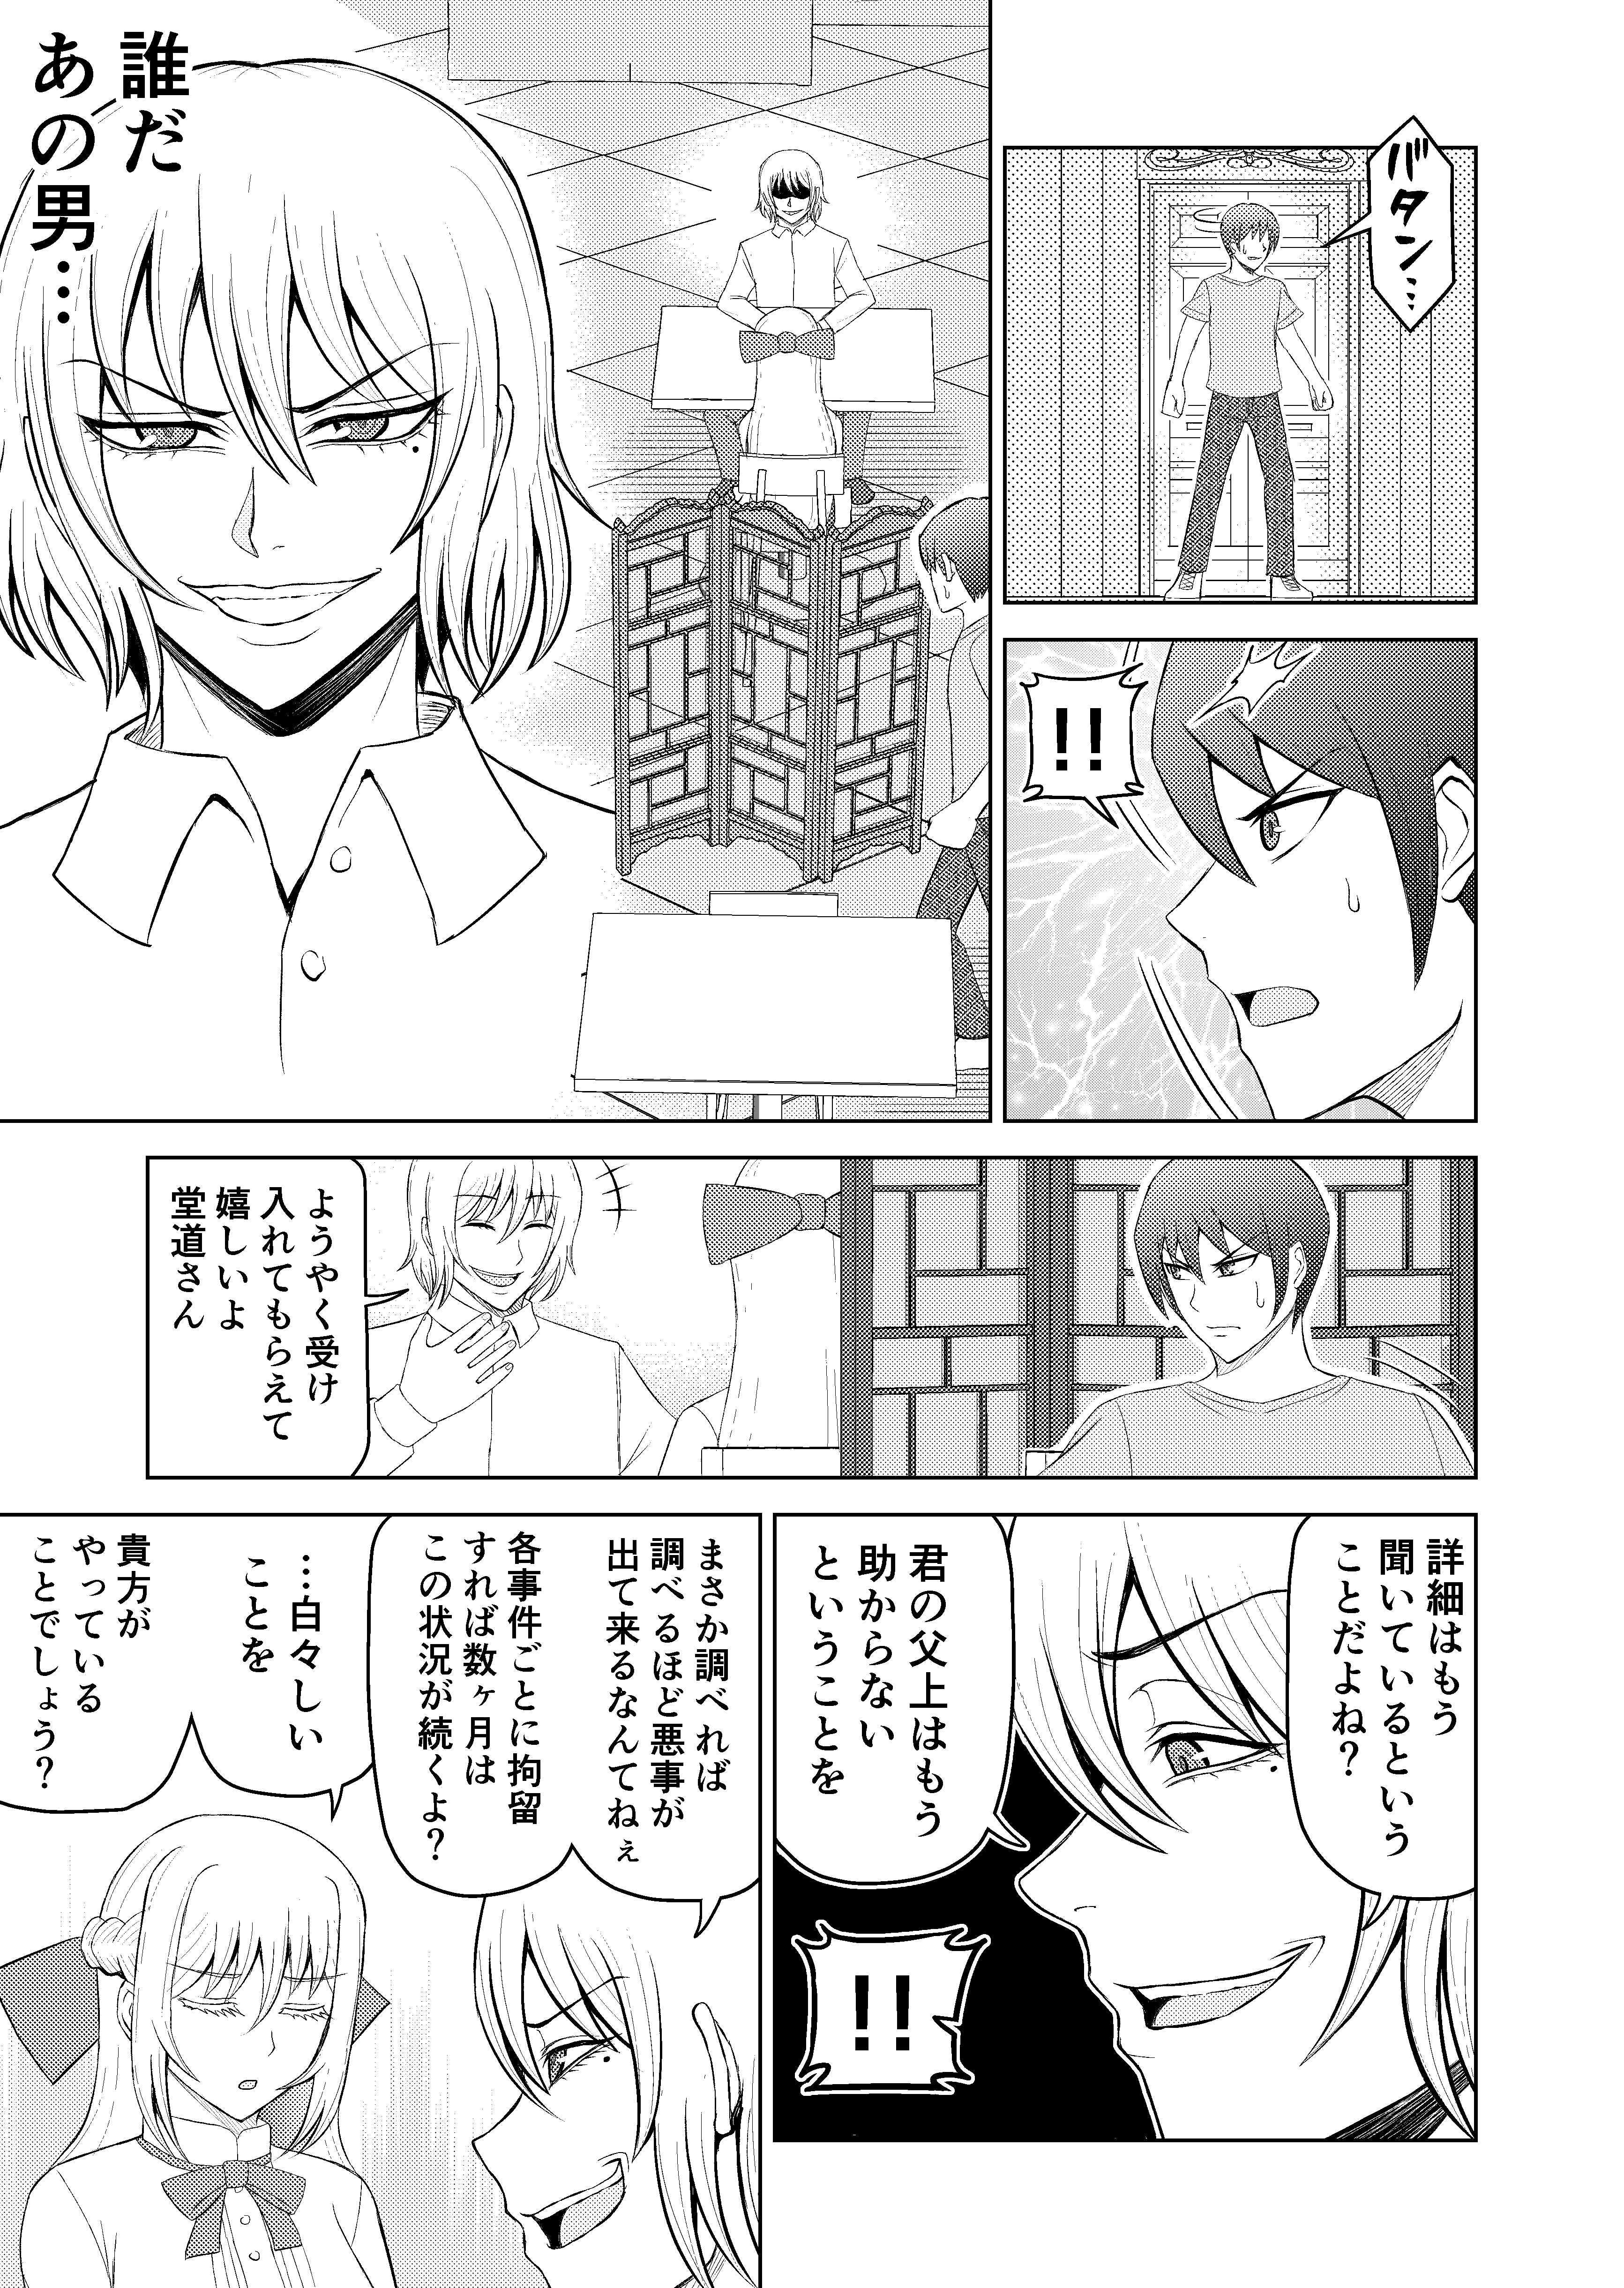 バタン…
!!
誰だ
あの男…
ようやく受け
入れてもらえて
嬉しいよ
堂道さん
詳細はもう
聞いているという
ことだよね?
君の父上はもう
助からない
ということを
!!
まさか調べれば
調べるほど悪事が
出て来るなんてねぇ
各事件ごとに拘留
すれば数ヶ月は
この状況が続くよ?
…白々しい
ことを
貴方が
やっている
ことでしょう?